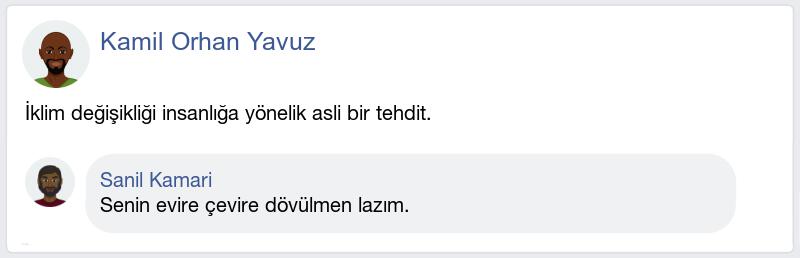 Kamil Orhan Yavuz
İklim değişikliği insanlığa yönelik asli bir tehdit.
Sanil Kamari
Senin evire çevire dövülmen lazım.